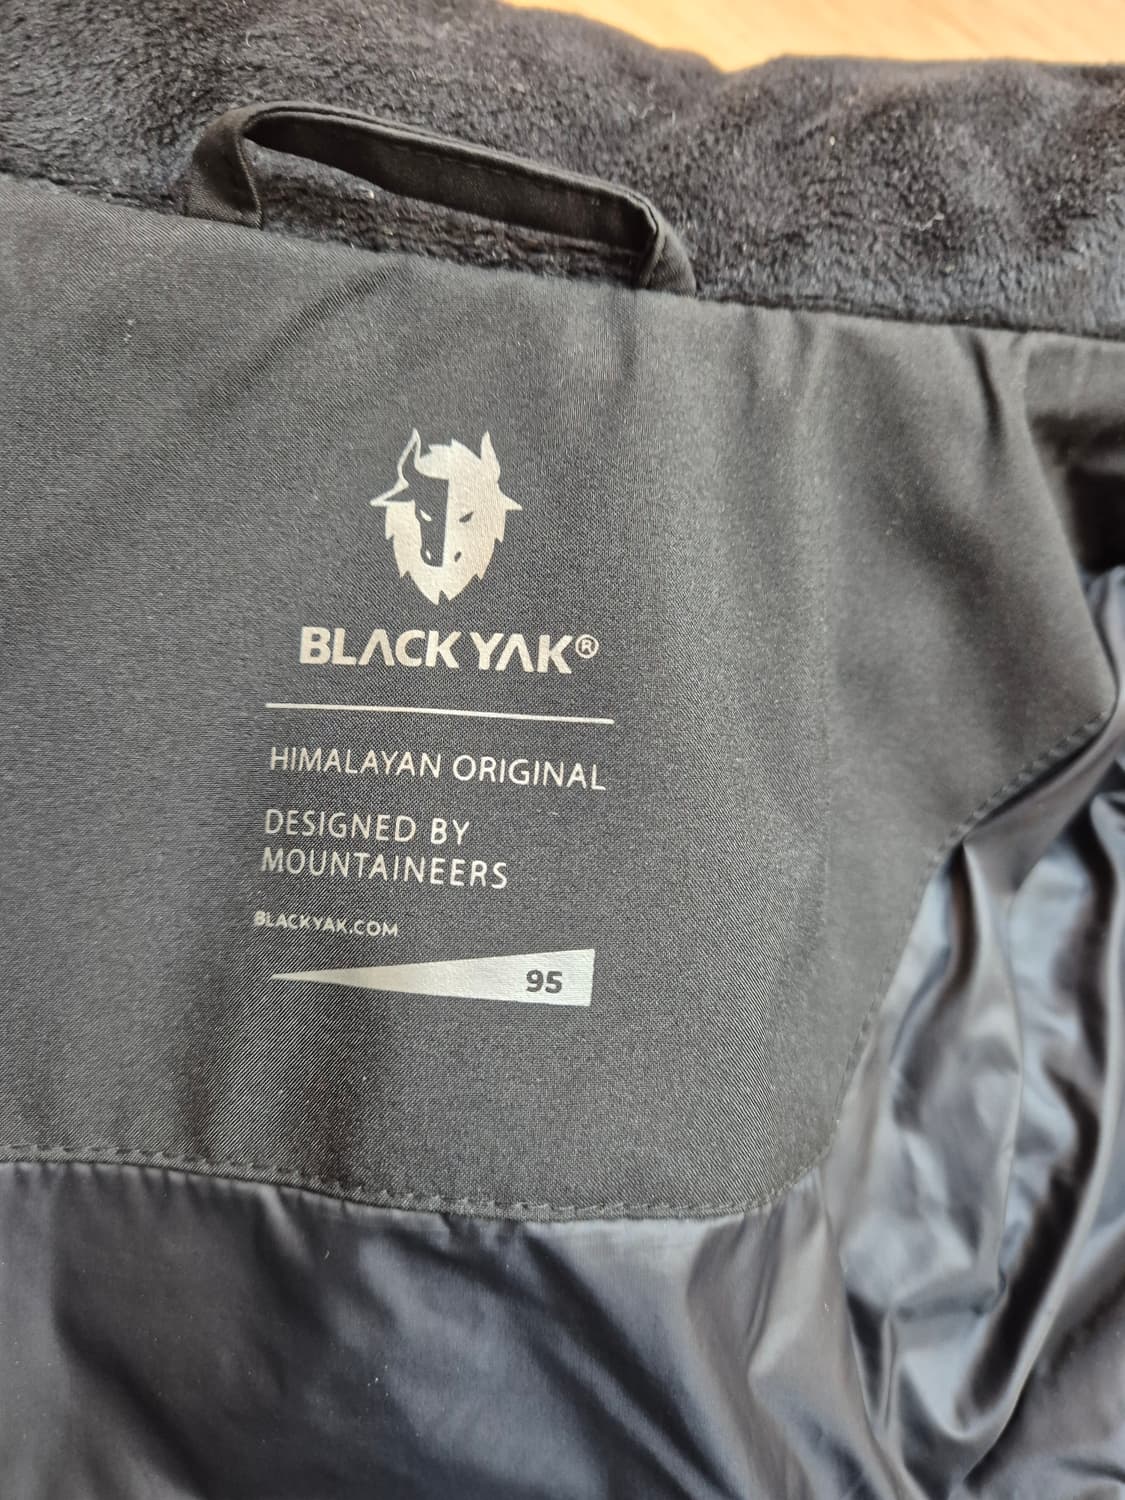 BLACK YAK®
HIMALAYAN ORIGINAL
DESIGNED BY
MOUNTAINEERS
BLACKYAK.COM
95